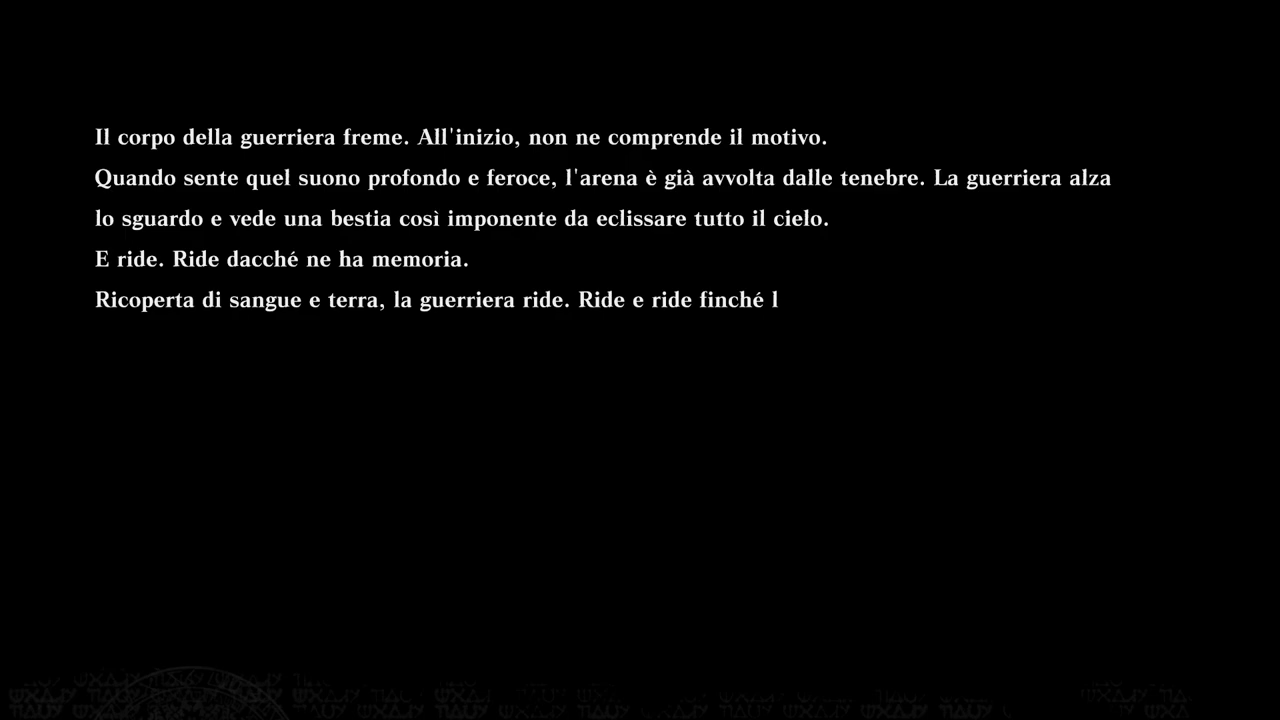 Il corpo della guerriera freme. All'inizio, non ne comprende il motivo.
Quando sente quel suono profondo e feroce, l'arena è già avvolta dalle tenebre. La guerriera alza
lo sguardo e vede una bestia così imponente da eclissare tutto il cielo.
E ride. Ride dacché ne ha memoria.
Ricoperta di sangue e terra, la guerriera ride. Ride e ride finché l